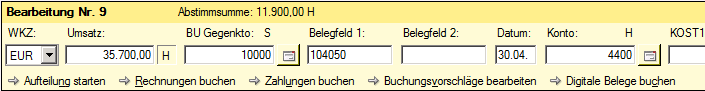 Bearbeitung Nr. 9 Abstimmsumme: 11.900,00 H
WKZ: Umsatz: BU Gegenkto: S Belegfeld 1: Belegfeld 2: Datum: Konto: H KOST1
EUR 35.700,00 H 10000 104050 30.04. 4400
Aufteilung starten Rechnungen buchen Zahlungen buchen Buchungsvorschläge bearbeiten Digitale Belege buchen